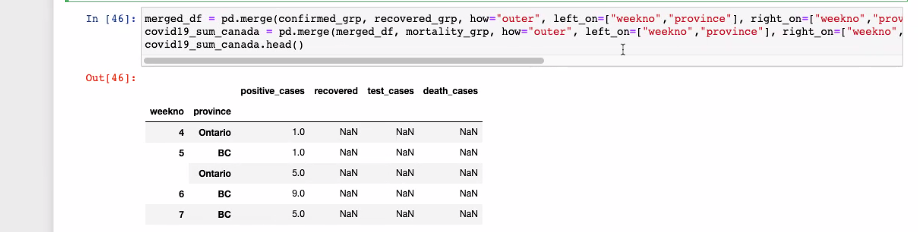 In [46]: merged_df = pd.merge(confirmed_grp, recovered_grp, how="outer", left_on=["weekno","province"], right_on=["weekno","prov
covid19_sum_canada = pd.merge(merged_df, mortality_grp, how="outer", left_on=["weekno","province"], right_on=["weekno",
covid19_sum_canada.head()
Out[46]:
positive_cases recovered test_cases death_cases
weekno province
4 Ontario 1.0 NaN NaN NaN
5 BC 1.0 NaN NaN NaN
Ontario 5.0 NaN NaN NaN
6 BC 9.0 NaN NaN NaN
7 BC 5.0 NaN NaN NaN